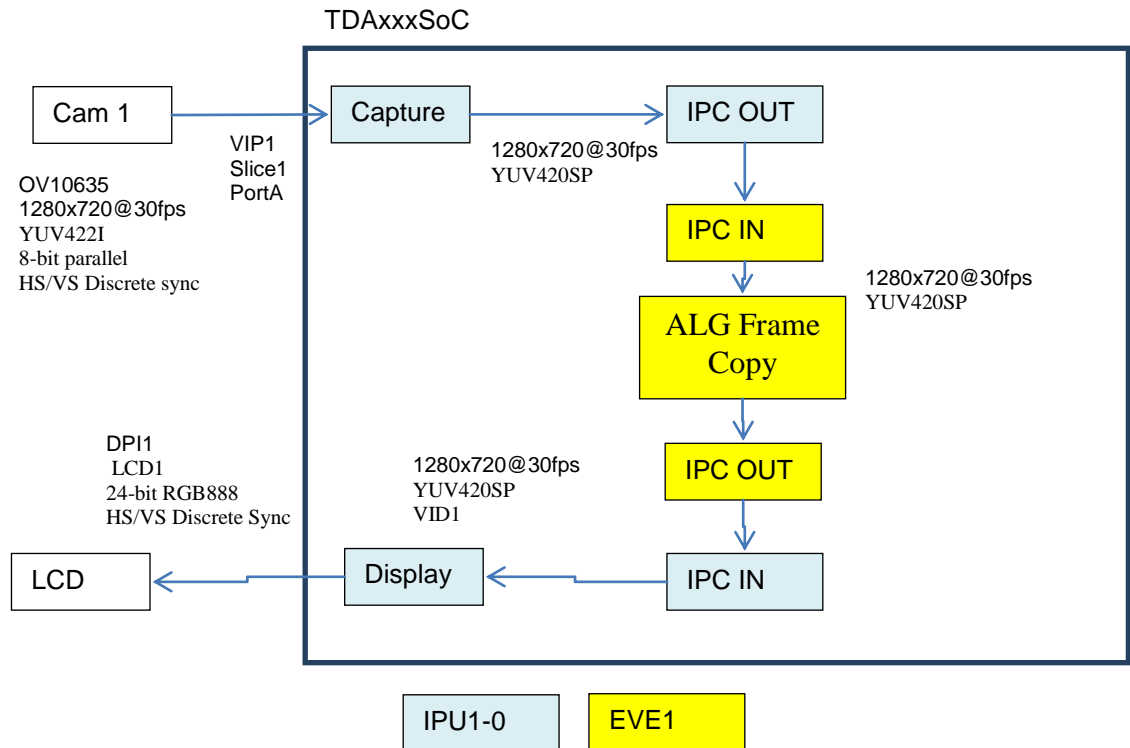 TDAxxxSoC
Cam 1
Capture
IPC OUT
VIP1
Slice1
PortA
1280x720@30fps
YUV420SP
OV10635
1280x720@30fps
YUV422I
8-bit parallel
HS/VS Discrete sync
IPC IN
1280x720@30fps
YUV420SP
ALG Frame
Copy
IPC OUT
DPI1
LCD1
24-bit RGB888
HS/VS Discrete Sync
1280x720@30fps
YUV420SP
VID1
LCD
Display
IPC IN
IPU1-0
EVE1